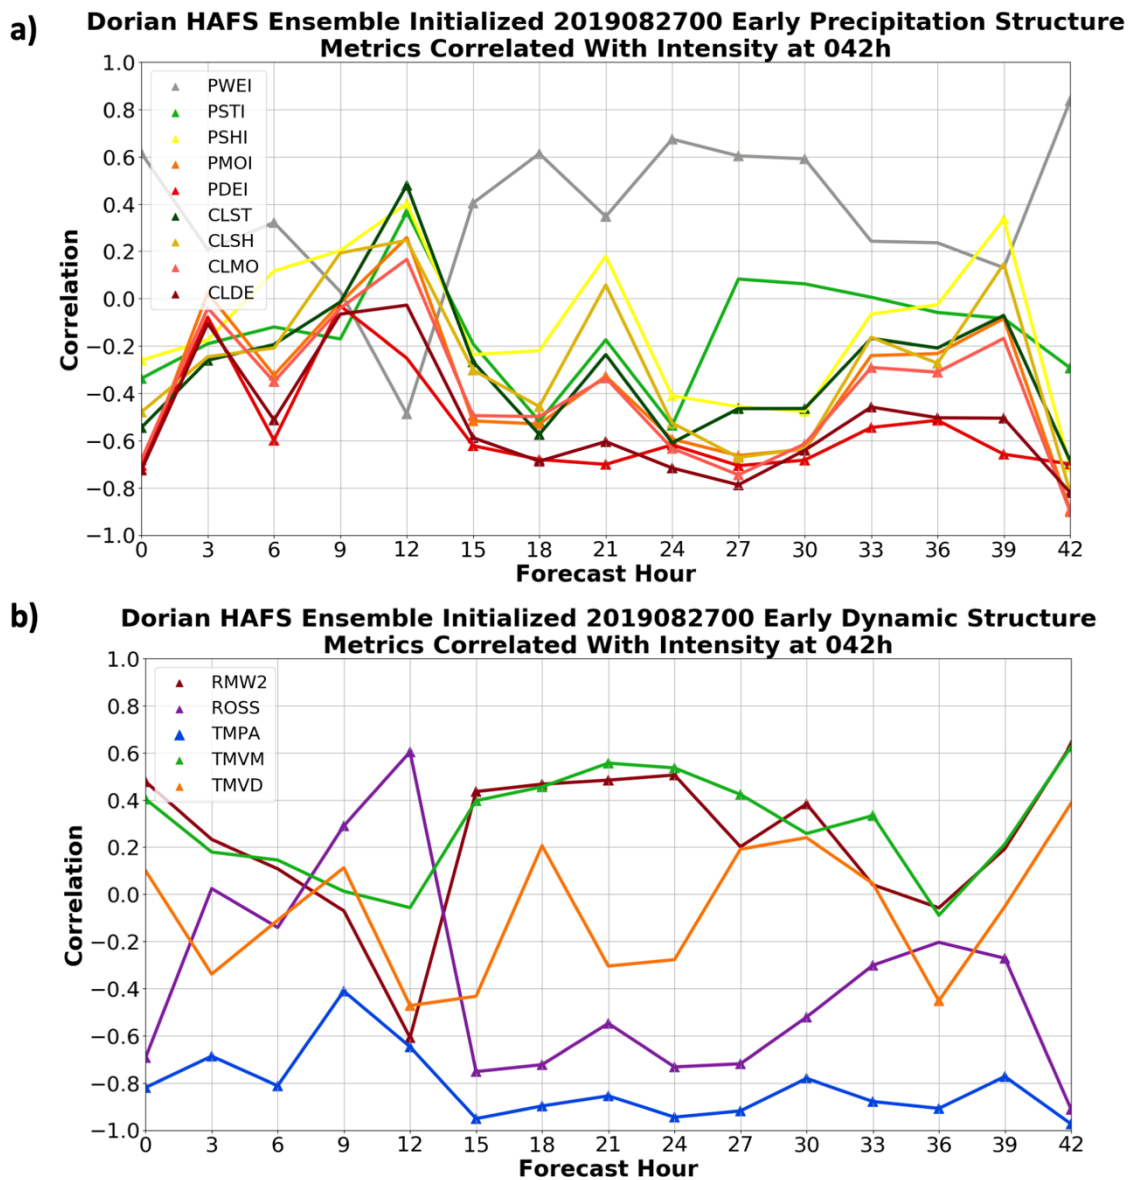 a)
Dorian HAFS Ensemble Initialized 2019082700 Early Precipitation Structure
Metrics Correlated With Intensity at 042h
1.0
0.8
0.6
0.4
0.2
0.0
−0.2
−0.4
−0.6
−0.8
−1.0
Correlation
PWEI
PSTI
PSHI
PMOI
PDEI
CLST
CLSH
CLMO
CLDE
0 3 6 9 12 15 18 21 24 27 30 33 36 39 42
Forecast Hour
b)
Dorian HAFS Ensemble Initialized 2019082700 Early Dynamic Structure
Metrics Correlated With Intensity at 042h
1.0
0.8
0.6
0.4
0.2
0.0
−0.2
−0.4
−0.6
−0.8
−1.0
Correlation
RMW2
ROSS
TMPA
TMVM
TMVD
0 3 6 9 12 15 18 21 24 27 30 33 36 39 42
Forecast Hour